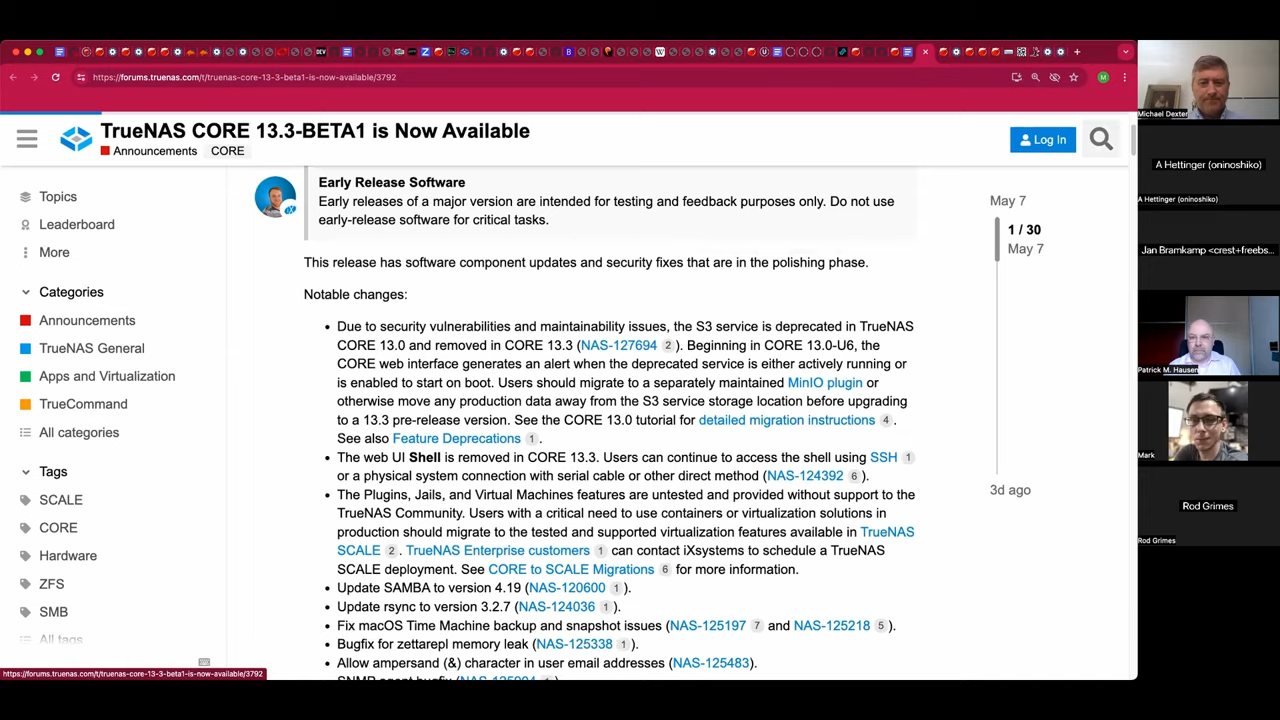 https://forums.truenas.com/t/truenas-core-13-3-beta1-is-now-available/3792
M
TrueNAS CORE 13.3-BETA1 is Now Available
Announcements CORE
Log In
Topics
Leaderboard
More
Categories
Announcements
TrueNAS General
Apps and Virtualization
TrueCommand
All categories
Tags
SCALE
CORE
Hardware
ZFS
SMB
All tags
Early Release Software
Early releases of a major version are intended for testing and feedback purposes only. Do not use
early-release software for critical tasks.
This release has software component updates and security fixes that are in the polishing phase.
Notable changes:
• Due to security vulnerabilities and maintainability issues, the S3 service is deprecated in TrueNAS
CORE 13.0 and removed in CORE 13.3 (NAS-127694 2). Beginning in CORE 13.0-U6, the
CORE web interface generates an alert when the deprecated service is either actively running or
is enabled to start on boot. Users should migrate to a separately maintained MinIO plugin or
otherwise move any production data away from the S3 service storage location before upgrading
to a 13.3 pre-release version. See the CORE 13.0 tutorial for detailed migration instructions 4.
See also Feature Deprecations 1.
• The web UI Shell is removed in CORE 13.3. Users can continue to access the shell using SSH 1
or a physical system connection with serial cable or other direct method (NAS-124392 6).
• The Plugins, Jails, and Virtual Machines features are untested and provided without support to the
TrueNAS Community. Users with a critical need to use containers or virtualization solutions in
production should migrate to the tested and supported virtualization features available in TrueNAS
SCALE 2. TrueNAS Enterprise customers 1 can contact iXsystems to schedule a TrueNAS
SCALE deployment. See CORE to SCALE Migrations 6 for more information.
• Update SAMBA to version 4.19 (NAS-120600 1).
• Update rsync to version 3.2.7 (NAS-124036 1).
• Fix macOS Time Machine backup and snapshot issues (NAS-125197 7 and NAS-125218 5).
• Bugfix for zettarepl memory leak (NAS-125338 1).
• Allow ampersand (&) character in user email addresses (NAS-125483).
May 7
1 / 30
May 7
3d ago
https://forums.truenas.com/t/truenas-core-13-3-beta1-is-now-available/3792
Michael Dexter
A Hettinger (oninoshiko)
A Hettinger (oninoshiko)
Jan Bramkamp <crest+freebs...
Patrick M. Hausen
Mark
Rod Grimes
Rod Grimes